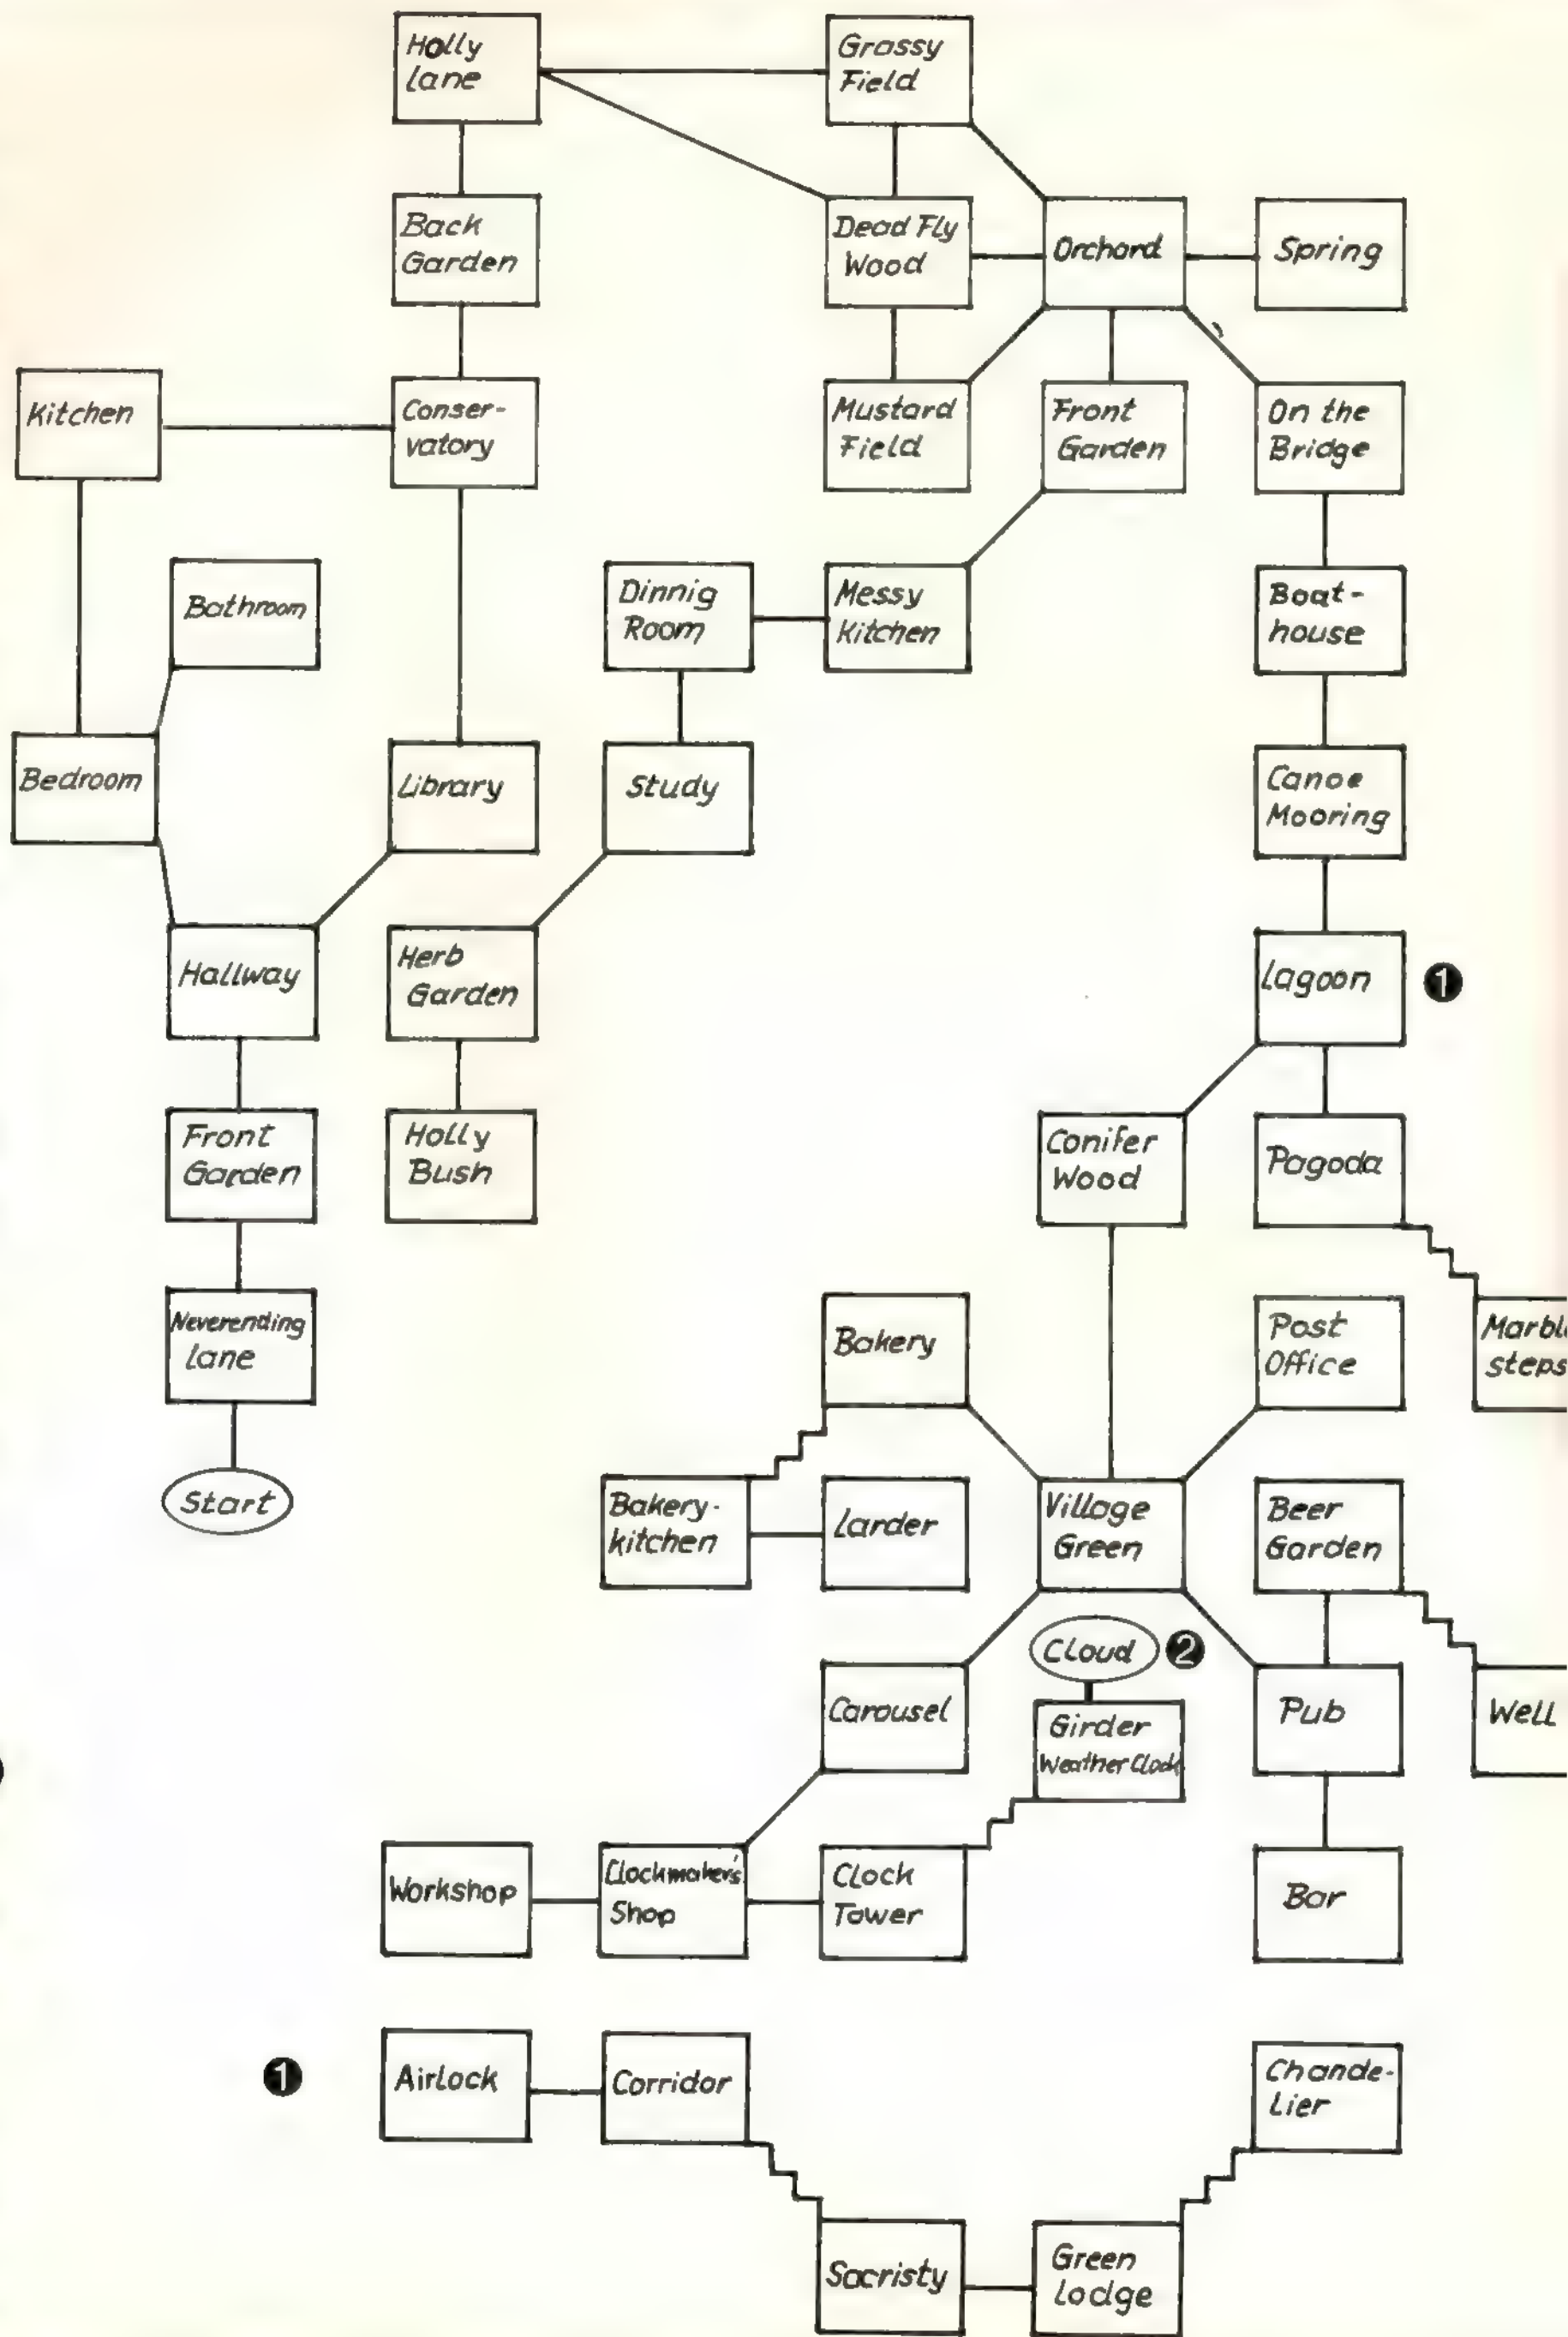 Holly
lane
Grassy
Field
Back
Garden
Dead Fly
Wood
Orchard
Spring
Kitchen
Conser-
vatory
Mustard
Field
Front
Garden
On the
Bridge
Bathroom
Dinnig
Room
Messy
Kitchen
Boat-
house
Bedroom
Library
Study
Canoe
Mooring
Hallway
Herb
Garden
Lagoon
1
Front
Garden
Holly
Bush
Conifer
Wood
Pagoda
Neverending
lane
Bakery
Post
Office
Marble
steps
Start
Bakery-
kitchen
Larder
Village
Green
Beer
Garden
Cloud
2
Carousel
Girder
Weather Clock
Pub
Well
Workshop
Clockmaker's
Shop
Clock
Tower
Bar
1
Airlock
Corridor
Chande-
lier
Sacristy
Green
lodge